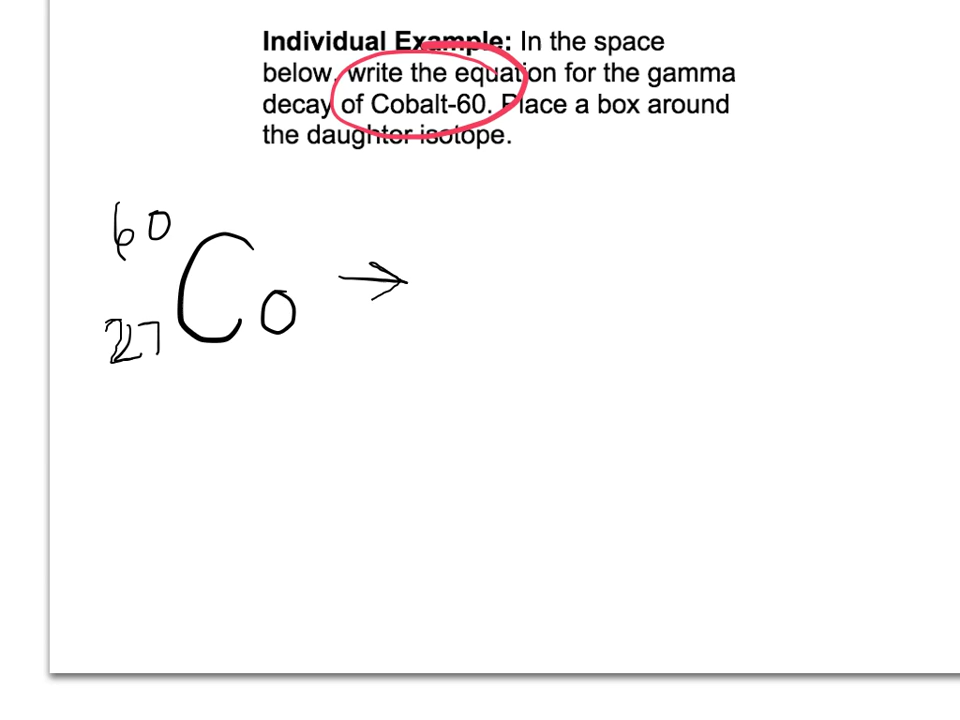 Individual Example: In the space
below, write the equation for the gamma
decay of Cobalt-60. Place a box around
the daughter isotope.
60
27 Co →